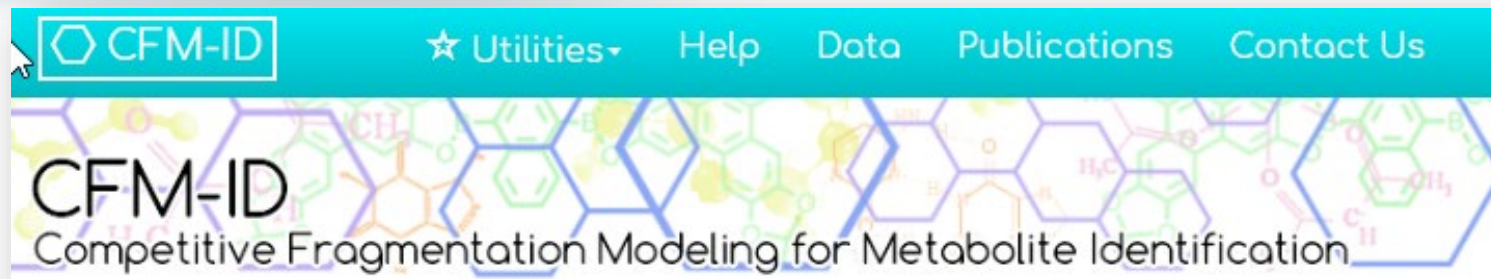 CFM-ID Utilities Help Data Publications Contact Us
CFM-ID
Competitive Fragmentation Modeling for Metabolite Identification